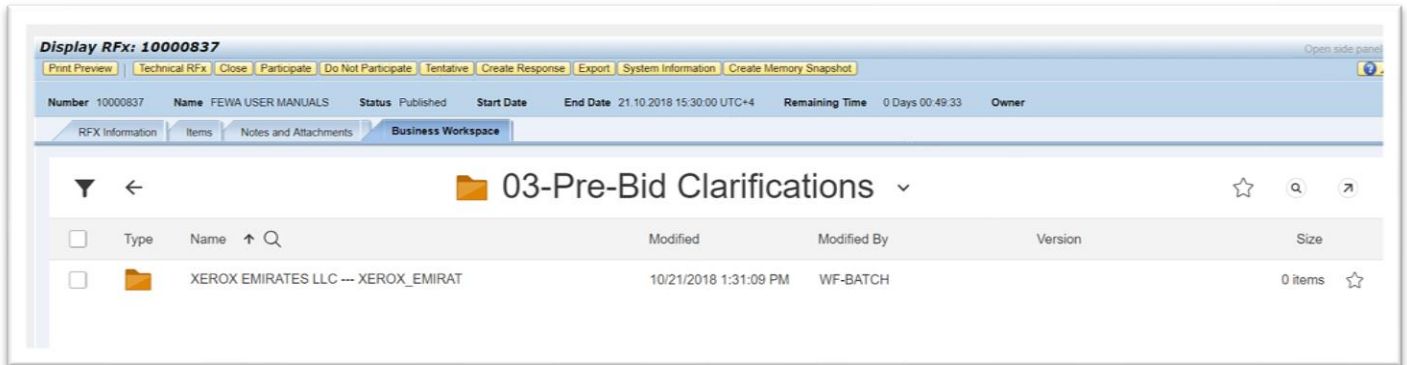 Display RFx: 10000837
Open side panel
Print Preview Technical RFx Close Participate Do Not Participate Tentative Create Response Export System Information Create Memory Snapshot
Number 10000837 Name FEWA USER MANUALS Status Published Start Date End Date 21.10.2018 15:30:00 UTC+4 Remaining Time 0 Days 00:49:33 Owner
RFX Information Items Notes and Attachments Business Workspace
03-Pre-Bid Clarifications
Type Name Modified Modified By Version Size
XEROX EMIRATES LLC --- XEROX_EMIRAT 10/21/2018 1:31:09 PM WF-BATCH 0 items